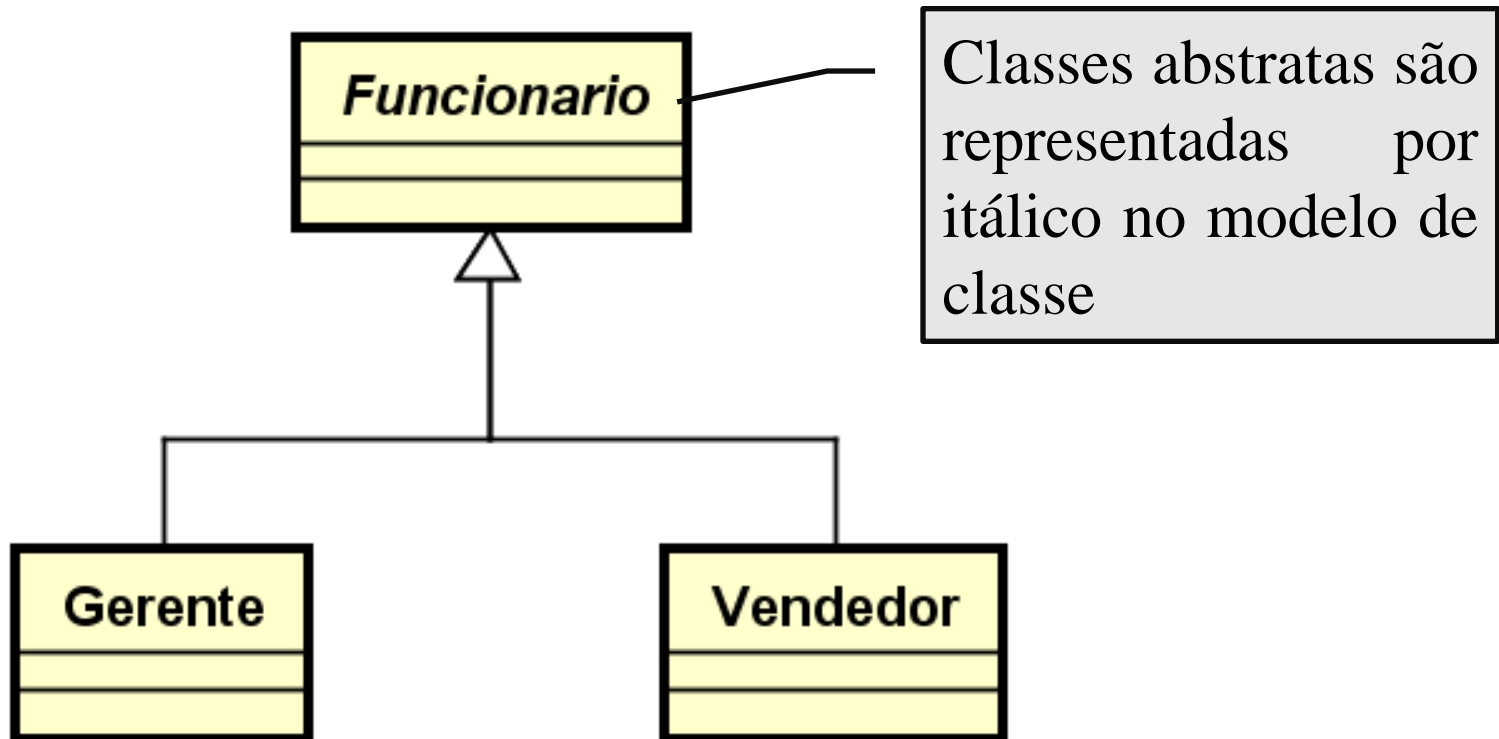 Funcionario
Classes abstratas são
representadas por
itálico no modelo de
classe
Gerente
Vendedor